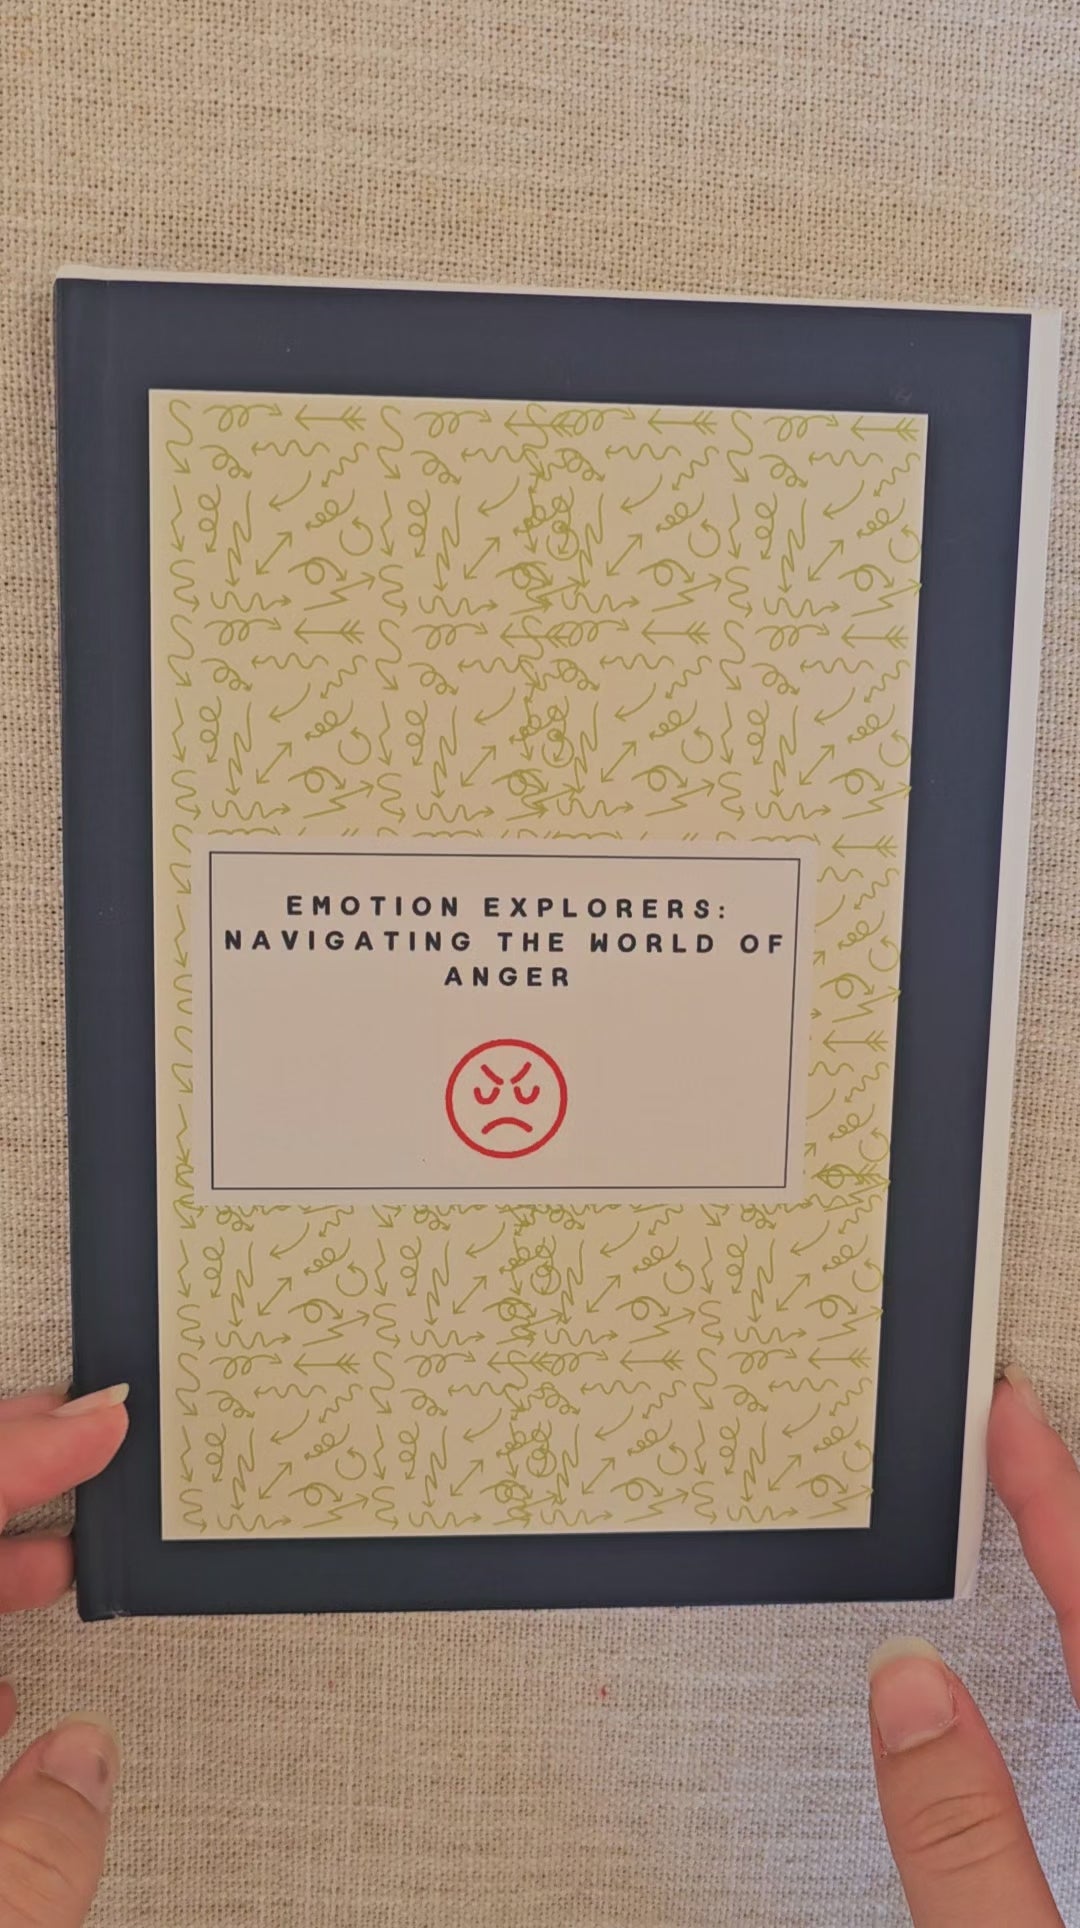 EMOTION EXPLORERS:
NAVIGATING THE WORLD OF
ANGER